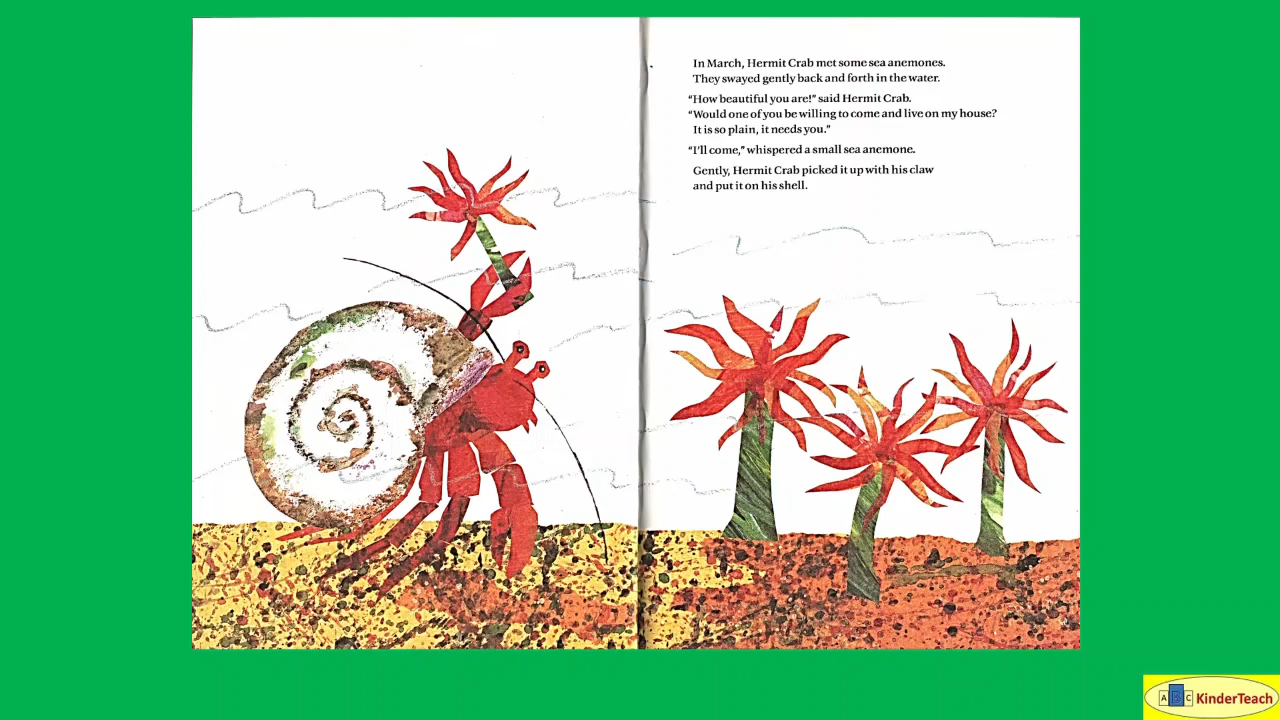 In March, Hermit Crab met some sea anemones.
They swayed gently back and forth in the water.
“How beautiful you are!” said Hermit Crab.
“Would one of you be willing to come and live on my house?
It is so plain, it needs you.”
“I’ll come,” whispered a small sea anemone.
Gently, Hermit Crab picked it up with his claw
and put it on his shell.
ABC KinderTeach